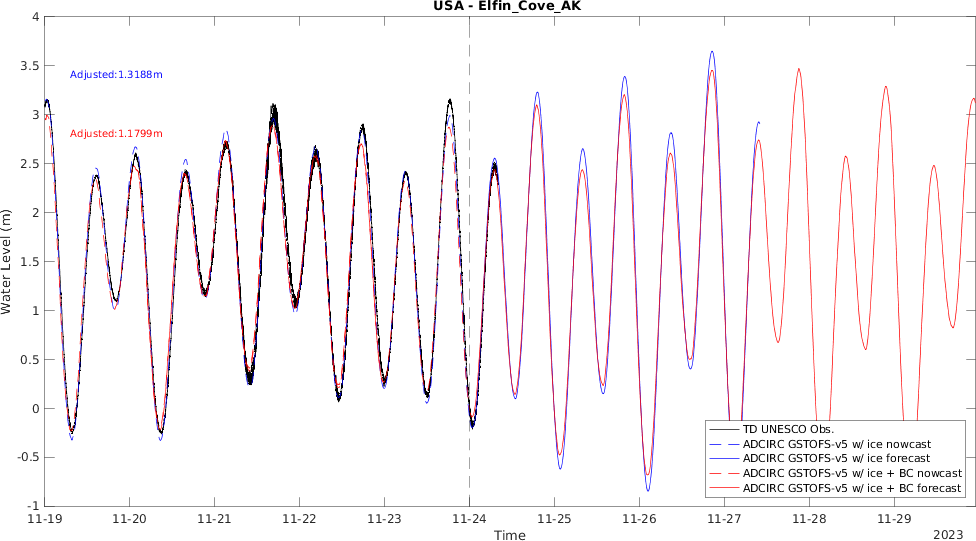 USA - Elfin_Cove_AK
4
3.5
3
2.5
2
1.5
1
0.5
0
-0.5
-1
Water Level (m)
Adjusted:1.3188m
Adjusted:1.1799m
TD UNESCO Obs.
ADCIRC GSTOFS-v5 w/ ice nowcast
ADCIRC GSTOFS-v5 w/ ice forecast
ADCIRC GSTOFS-v5 w/ ice + BC nowcast
ADCIRC GSTOFS-v5 w/ ice + BC forecast
11-19 11-20 11-21 11-22 11-23 11-24 11-25 11-26 11-27 11-28 11-29
Time
2023